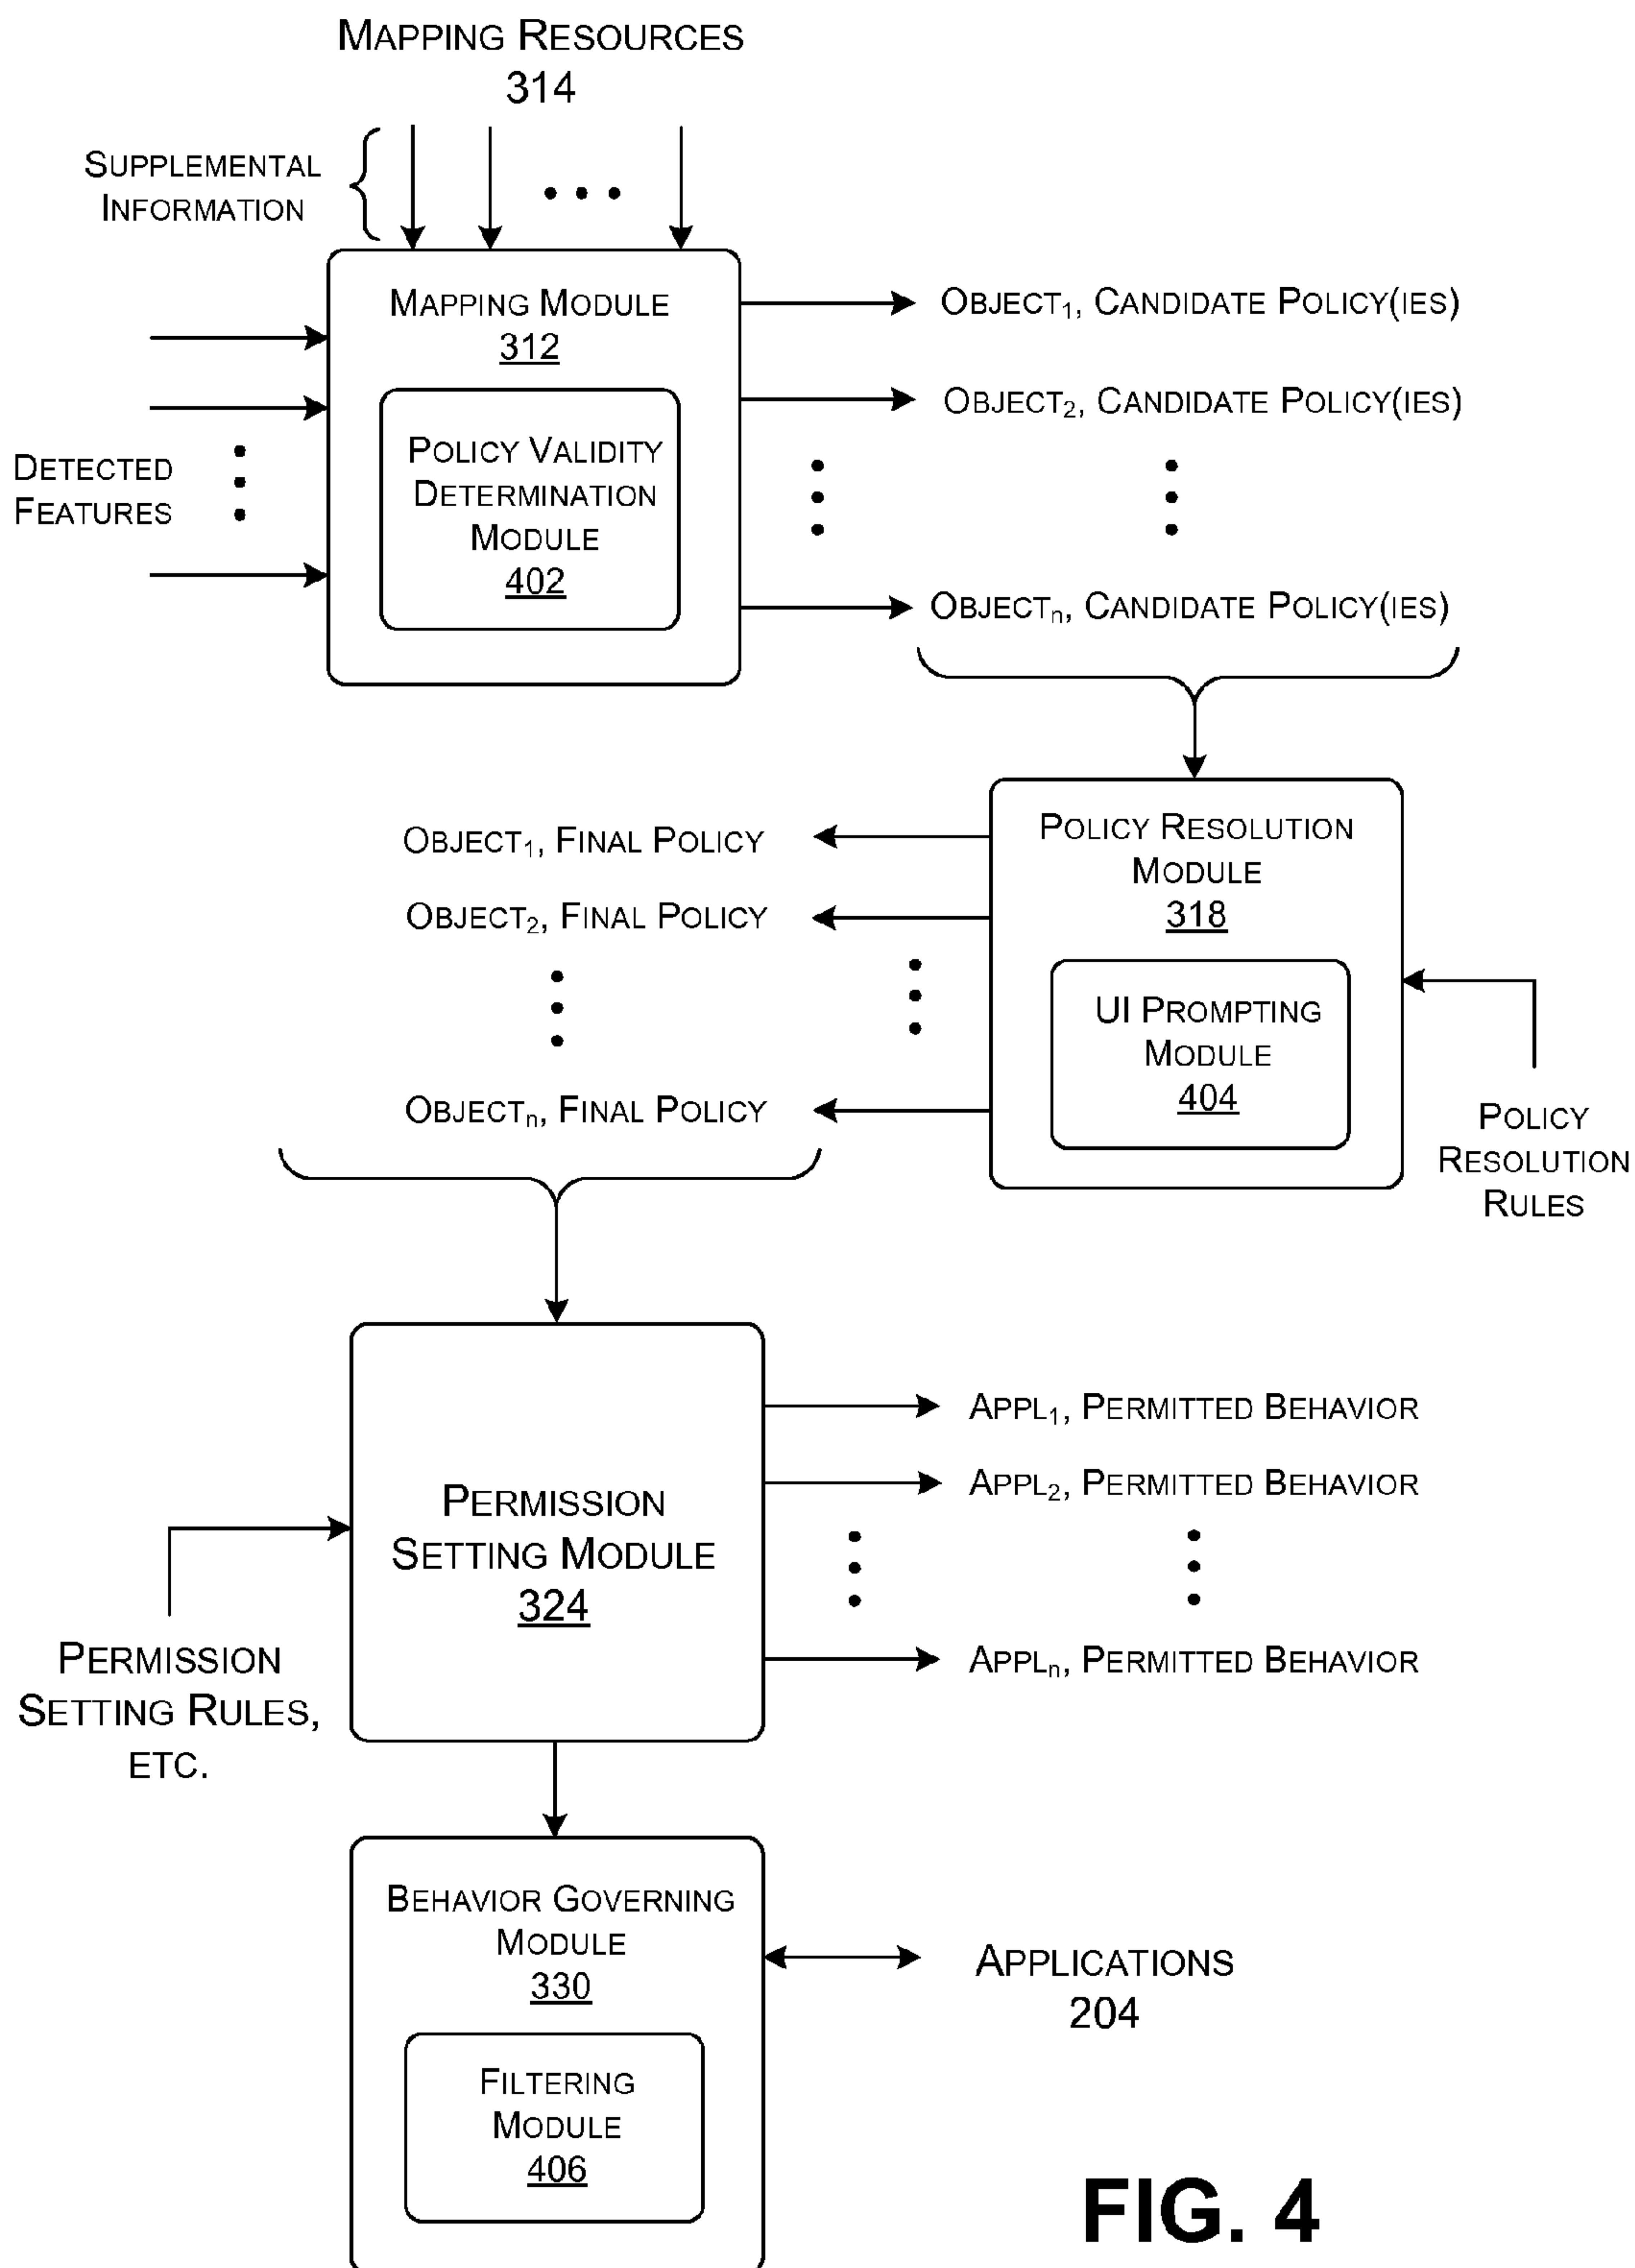 MAPPING RESOURCES
314
SUPPLEMENTAL
INFORMATION
MAPPING MODULE
312
POLICY VALIDITY
DETERMINATION
MODULE
402
DETECTED
FEATURES
OBJECT1, CANDIDATE POLICY(IES)
OBJECT2, CANDIDATE POLICY(IES)
OBJECTn, CANDIDATE POLICY(IES)
POLICY RESOLUTION
MODULE
318
UI PROMPTING
MODULE
404
POLICY
RESOLUTION
RULES
OBJECT1, FINAL POLICY
OBJECT2, FINAL POLICY
OBJECTn, FINAL POLICY
PERMISSION
SETTING MODULE
324
PERMISSION
SETTING RULES,
ETC.
APPL1, PERMITTED BEHAVIOR
APPL2, PERMITTED BEHAVIOR
APPLn, PERMITTED BEHAVIOR
BEHAVIOR GOVERNING
MODULE
330
FILTERING
MODULE
406
APPLICATIONS
204
FIG. 4